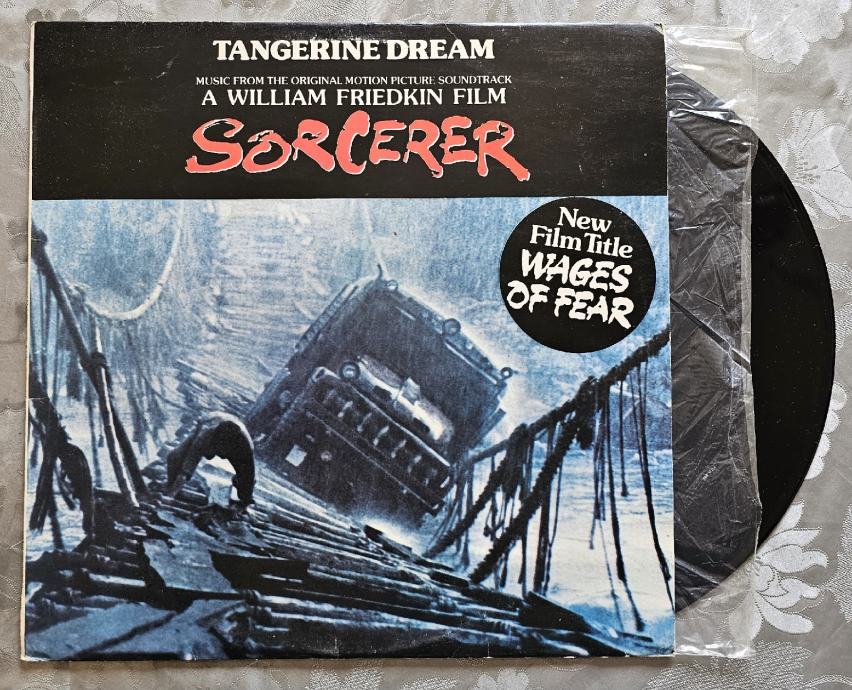 TANGERINE DREAM
MUSIC FROM THE ORIGINAL MOTION PICTURE SOUNDTRACK
A WILLIAM FRIEDKIN FILM
SORCERER
New
Film Title
WAGES
OF FEAR